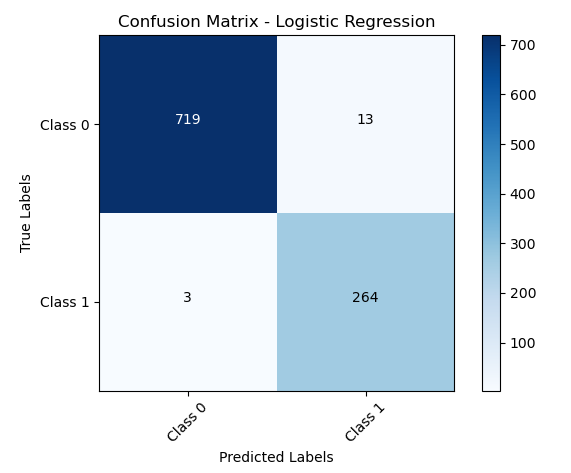 Confusion Matrix - Logistic Regression
True Labels
Class 0
Class 1
719
13
3
264
Class 0
Class 1
Predicted Labels
700
600
500
400
300
200
100